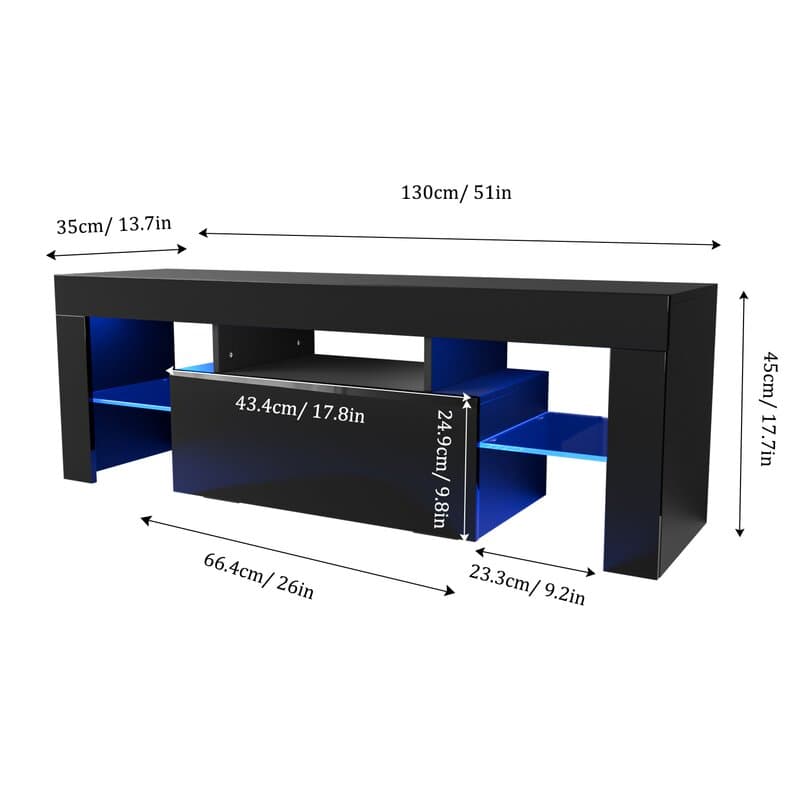 130cm/ 51in
35cm/ 13.7in
45cm/ 17.7in
43.4cm/ 17.8in
24.9cm/ 9.8in
66.4cm/ 26in
23.3cm/ 9.2in